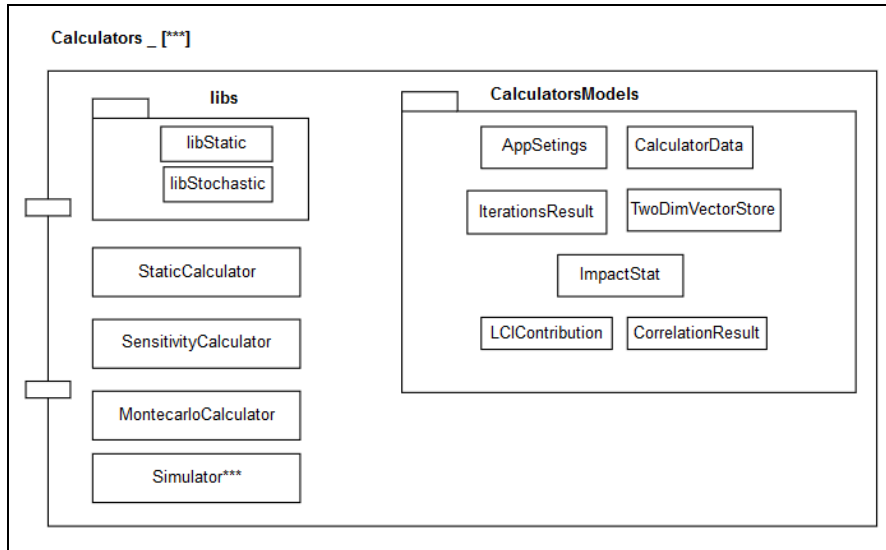 Calculators _ [***]
libs
libStatic
libStochastic
StaticCalculator
SensitivityCalculator
MontecarloCalculator
Simulator***
CalculatorsModels
AppSetings
CalculatorData
IterationsResult
TwoDimVectorStore
ImpactStat
LCIContribution
CorrelationResult